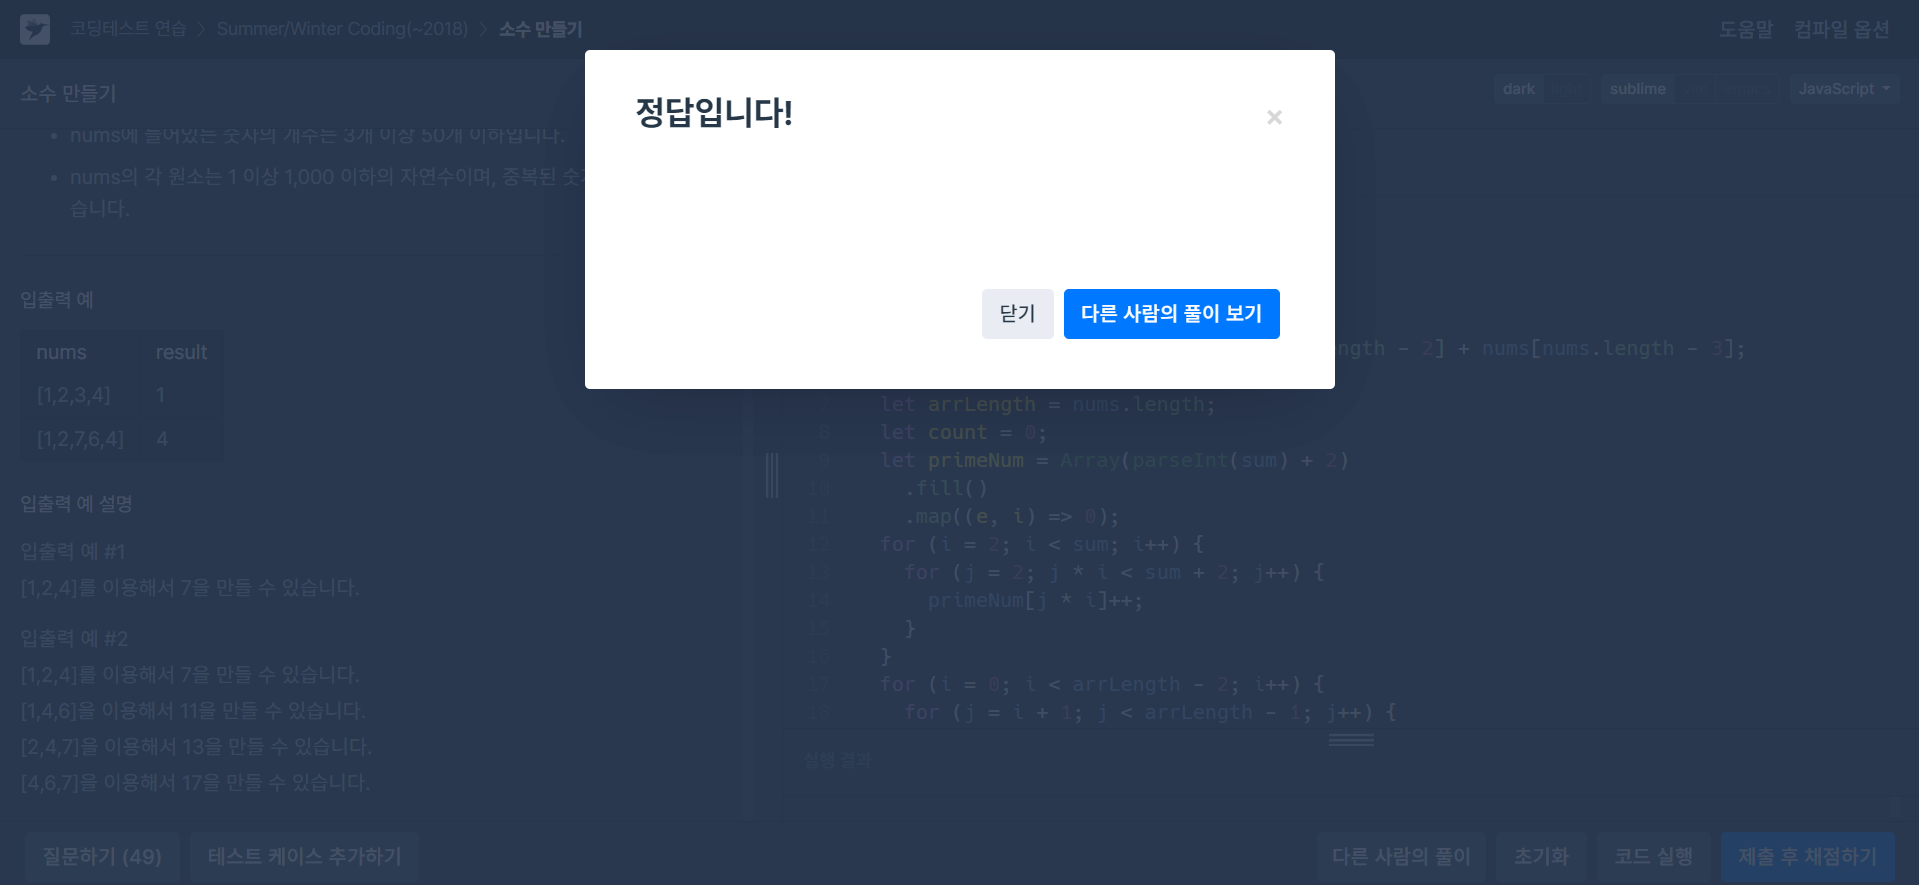 코딩테스트 연습 > Summer/Winter Coding(~2018) > 소수 만들기
도움말 컴파일 옵션
소수 만들기
dark light sublime vim emacs JavaScript
nums에 들어있는 숫자의 개수는 3개 이상 50개 이하입니다.
nums의 각 원소는 1 이상 1,000 이하의 자연수이며, 중복된
습니다.
입출력 예
nums result
[1,2,3,4] 1
[1,2,7,6,4] 4
입출력 예 설명
입출력 예 #1
[1,2,4]를 이용해서 7을 만들 수 있습니다.
입출력 예 #2
[1,2,4]를 이용해서 7을 만들 수 있습니다.
[1,4,6]을 이용해서 11을 만들 수 있습니다.
[2,4,7]을 이용해서 13을 만들 수 있습니다.
[4,6,7]을 이용해서 17을 만들 수 있습니다.
정답입니다!
×
닫기 다른 사람의 풀이 보기
ngth - 2] + nums[nums.length - 3];
7 let arrLength = nums.length;
8 let count = 0;
9 let primeNum = Array(parseInt(sum) + 2)
10 .fill()
11 .map((e, i) => 0);
12 for (i = 2; i < sum; i++) {
13 for (j = 2; j * i < sum + 2; j++) {
14 primeNum[j * i]++;
15 }
16 }
17 for (i = 0; i < arrLength - 2; i++) {
18 for (j = i + 1; j < arrLength - 1; j++) {
실행 결과
질문하기 (49) 테스트 케이스 추가하기 다른 사람의 풀이 초기화 코드 실행 제출 후 채점하기